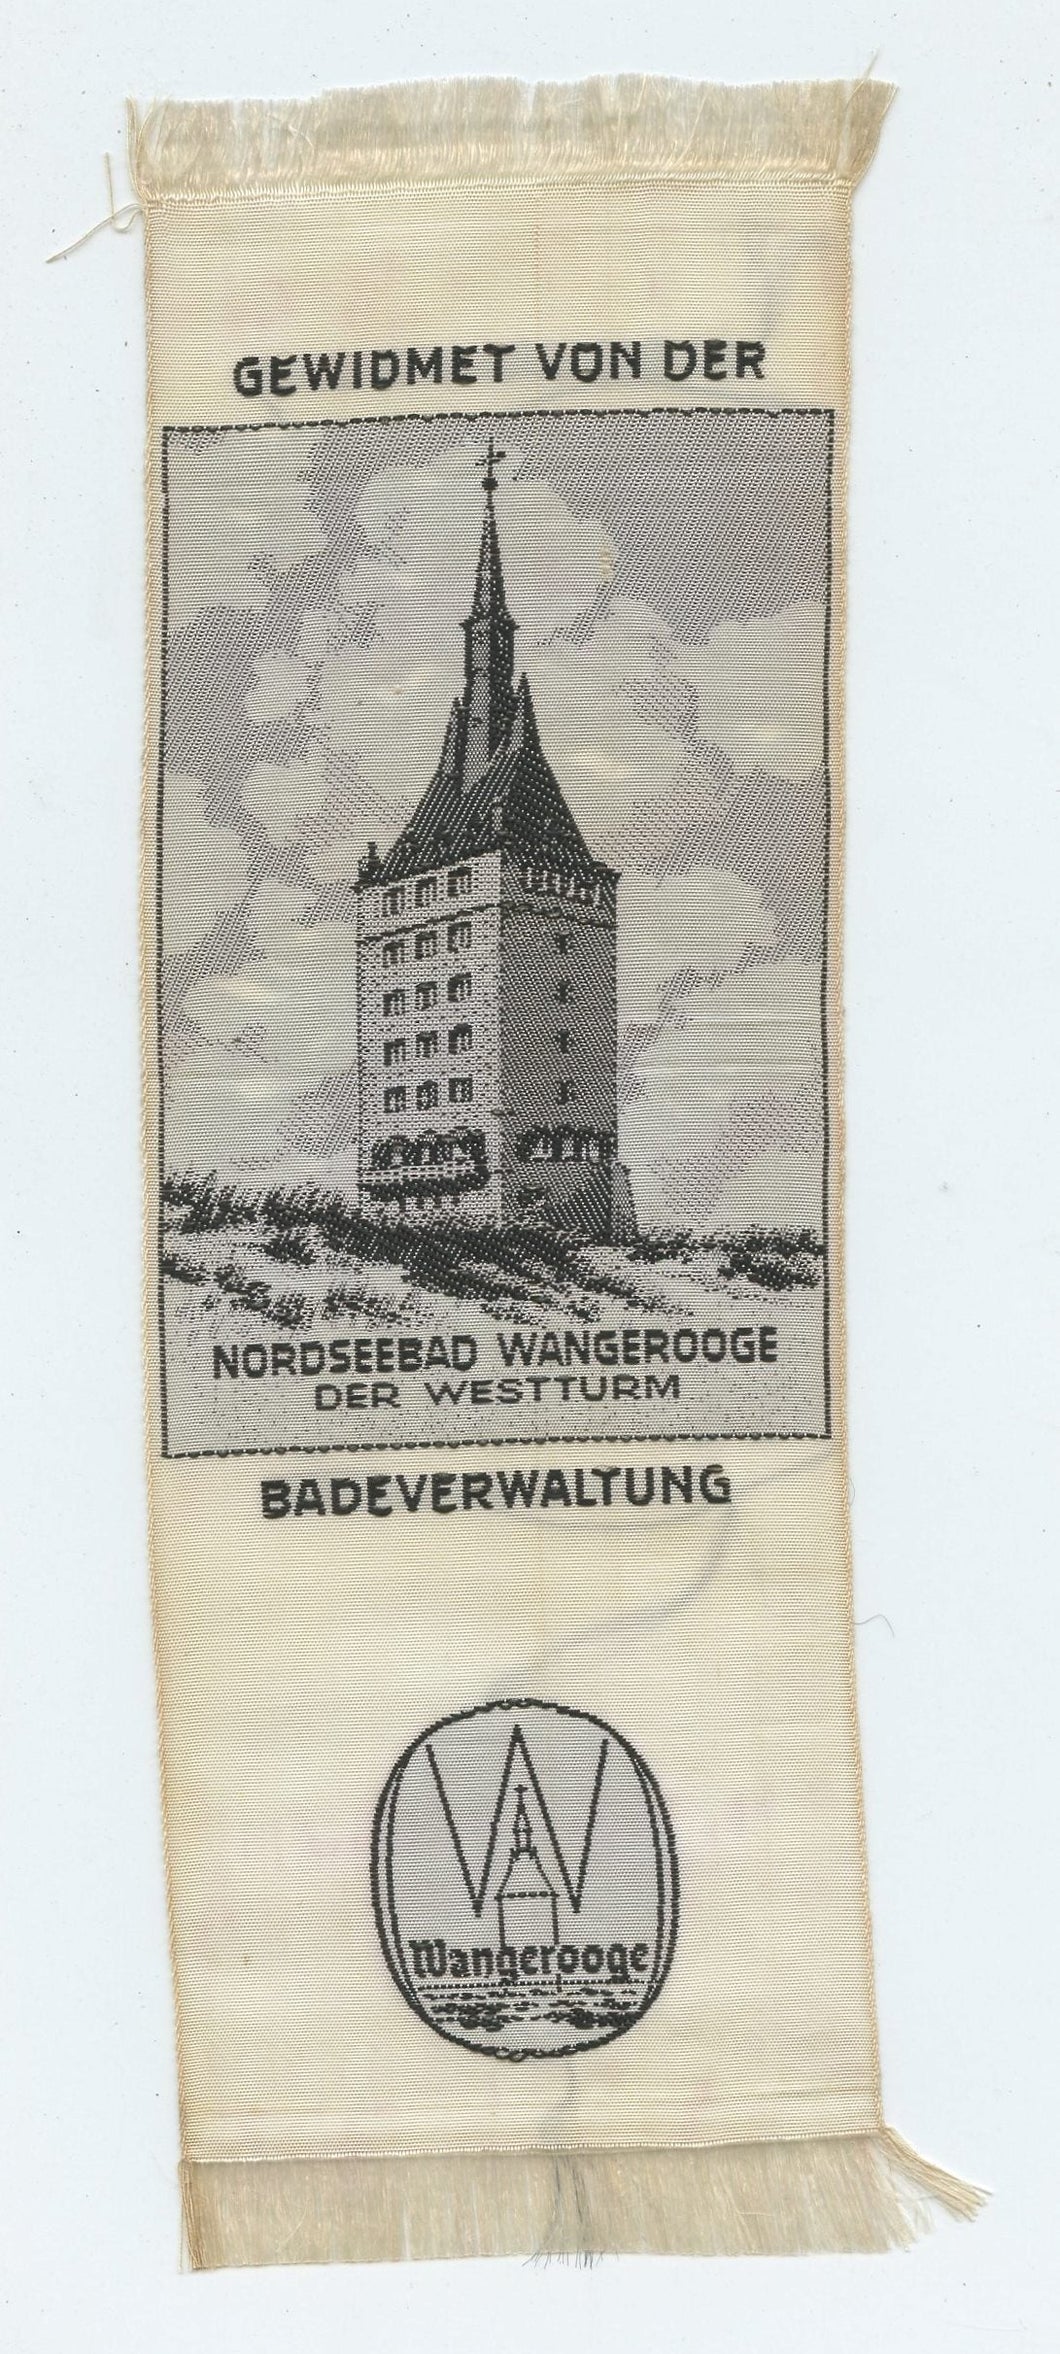 GEWIDMET VON DER
NORDSEEBAD WANGEROOGE
DER WESTTURM
BADEVERWALTUNG
W
Wangerooge